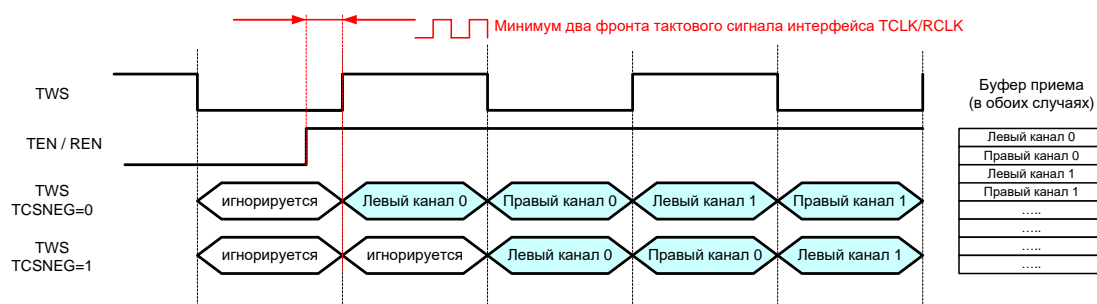 Минимум два фронта тактового сигнала интерфейса TCLK/RCLK
TWS
Буфер приема
(в обоих случаях)
TEN / REN
Левый канал 0
Правый канал 0
Левый канал 1
Правый канал 1
.....
.....
.....
.....
TWS
TCSNEG=0
игнорируется
Левый канал 0
Правый канал 0
Левый канал 1
Правый канал 1
TWS
TCSNEG=1
игнорируется
игнорируется
Левый канал 0
Правый канал 0
Левый канал 1